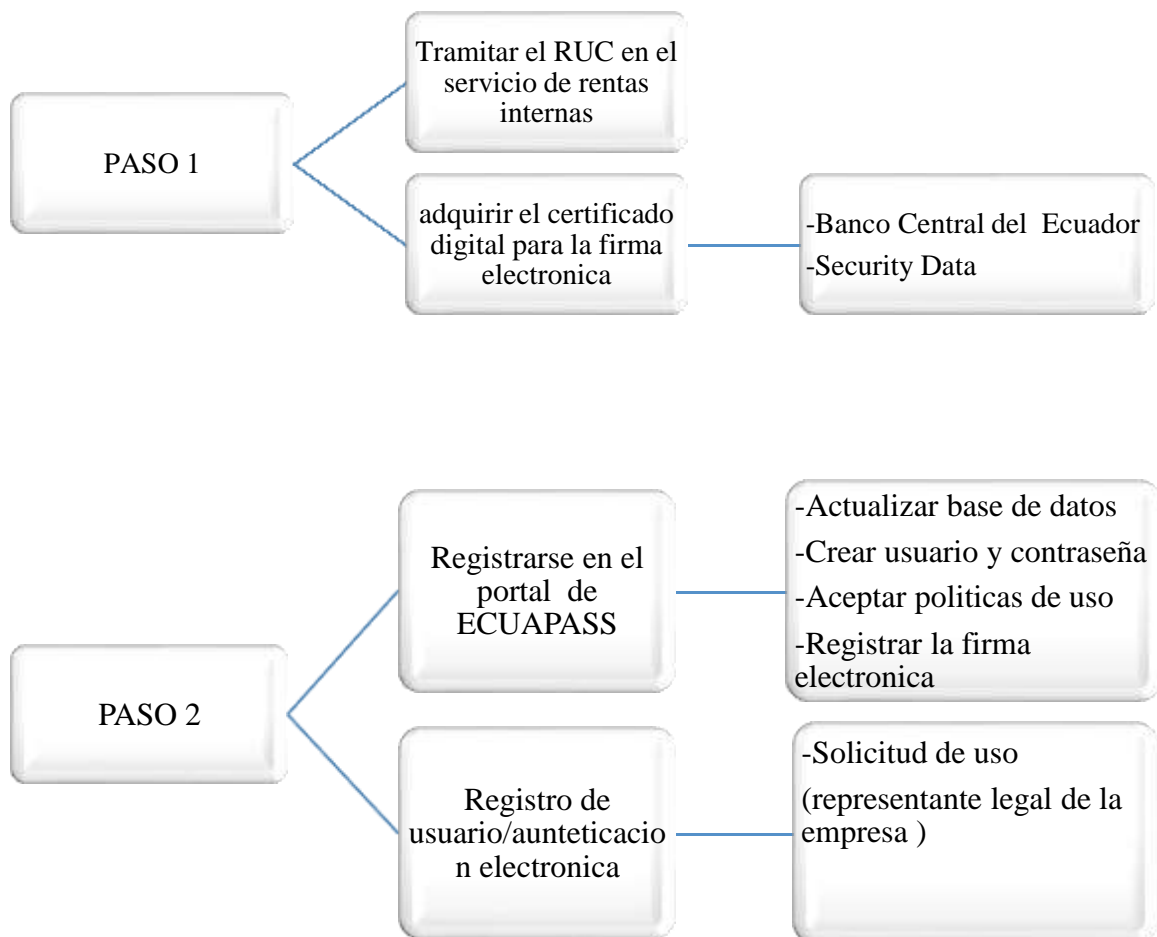 PASO 1
Tramitar el RUC en el
servicio de rentas
internas
adquirir el certificado
digital para la firma
electronica
-Banco Central del Ecuador
-Security Data
PASO 2
Registrarse en el
portal de
ECUAPASS
-Actualizar base de datos
-Crear usuario y contraseña
-Aceptar politicas de uso
-Registrar la firma
electronica
Registro de
usuario/aunteticacio
n electronica
-Solicitud de uso
(representante legal de la
empresa )